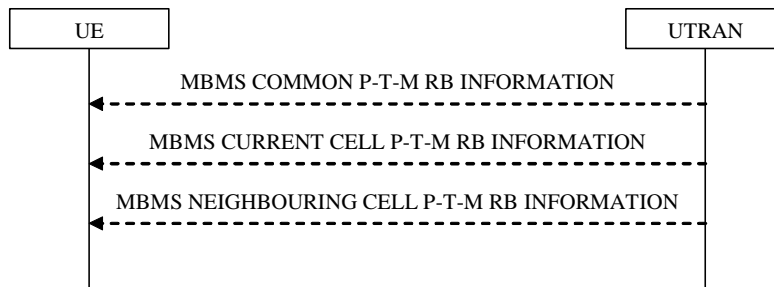 UE
UTRAN
MBMS COMMON P-T-M RB INFORMATION
MBMS CURRENT CELL P-T-M RB INFORMATION
MBMS NEIGHBOURING CELL P-T-M RB INFORMATION